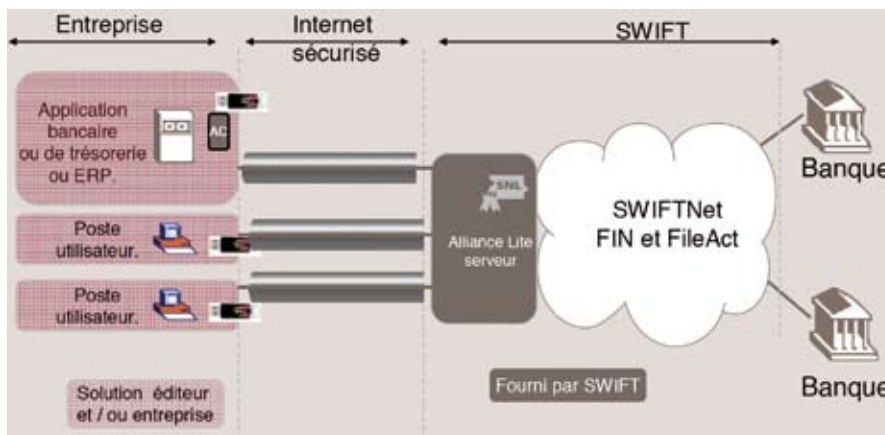 Entreprise
Internet
sécurisé
SWIFT
Application
bancaire
ou de trésorerie
ou ERP.
AC
Banque
SNL
SWIFTNet
FIN et FileAct
Alliance Lite
serveur
Poste
utilisateur.
Poste
utilisateur.
Solution éditeur
et / ou entreprise
Fourni par SWIFT
Banque